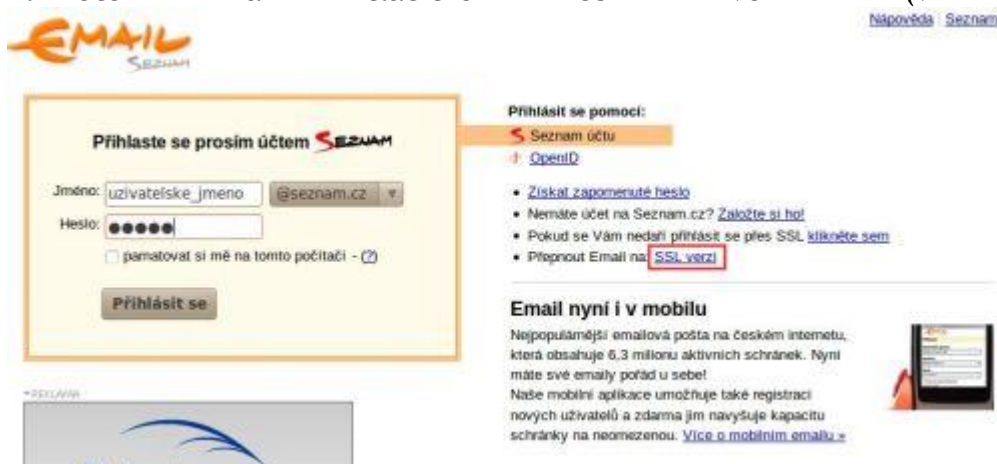 Nápověda Seznam
EMAIL
SEZNAM
Přihlaste se prosím účtem SEZNAM
Jméno: uzivatelske_jmeno @seznam.cz
Heslo: ●●●●●
pamatovat si mě na tomto počítači - (?)
Přihlásit se
REKLAMA
Přihlásit se pomocí:
S Seznam účtu
OpenID
• Získat zapomenuté heslo
• Nemáte účet na Seznam.cz? Založte si ho!
• Pokud se Vám nedaří přihlásit se přes SSL klikněte sem
• Přepnout Email na: SSL verzi
Email nyní i v mobilu
Nejpopulárnější emailová pošta na českém internetu,
která obsahuje 6,3 milionu aktivních schránek. Nyní
máte své emaily pořád u sebe!
Naše mobilní aplikace umožňuje také registraci
nových uživatelů a zdarma jim navyšuje kapacitu
schránky na neomezenou. Více o mobilním emailu »